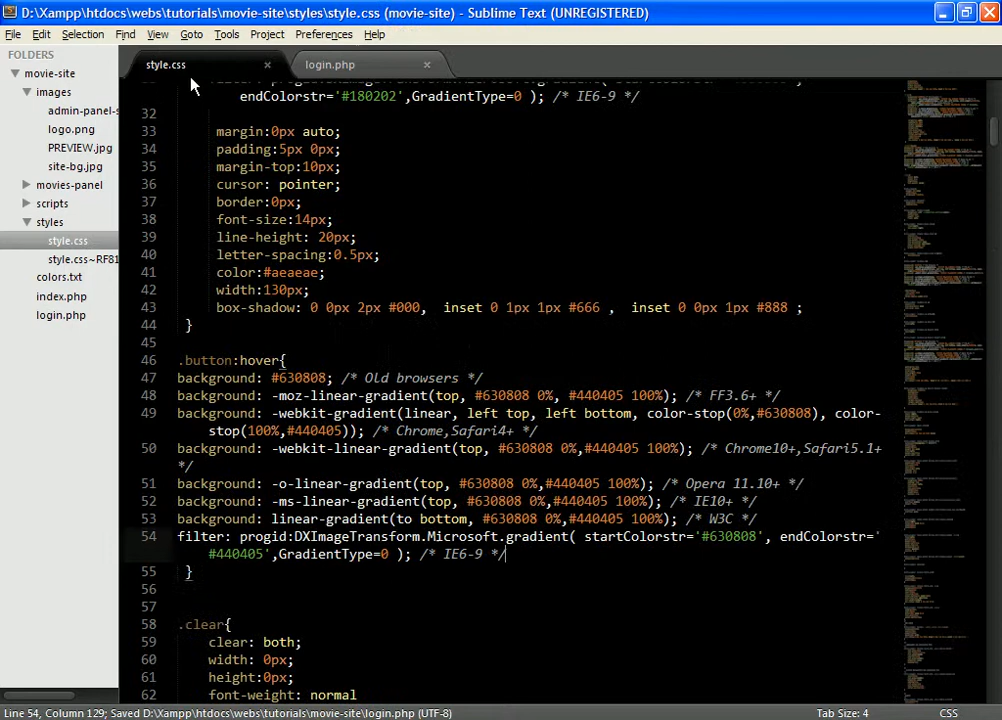 D:\Xampp\htdocs\webs\tutorials\movie-site\styles\style.css (movie-site) - Sublime Text (UNREGISTERED)
File Edit Selection Find View Goto Tools Project Preferences Help
FOLDERS
movie-site
images
admin-panel-s
logo.png
PREVIEW.jpg
site-bg.jpg
movies-panel
scripts
styles
style.css
style.css~RF81
colors.txt
index.php
login.php
style.css × login.php ×
endColorstr='#180202',GradientType=0 ); /* IE6-9 */
32
33 margin:0px auto;
34 padding:5px 0px;
35 margin-top:10px;
36 cursor: pointer;
37 border:0px;
38 font-size:14px;
39 line-height: 20px;
40 letter-spacing:0.5px;
41 color:#aeaeae;
42 width:130px;
43 box-shadow: 0 0px 2px #000, inset 0 1px 1px #666 , inset 0 0px 1px #888 ;
44 }
45
46 .button:hover{
47 background: #630808; /* Old browsers */
48 background: -moz-linear-gradient(top, #630808 0%, #440405 100%); /* FF3.6+ */
49 background: -webkit-gradient(linear, left top, left bottom, color-stop(0%,#630808), color-
stop(100%,#440405)); /* Chrome,Safari4+ */
50 background: -webkit-linear-gradient(top, #630808 0%,#440405 100%); /* Chrome10+,Safari5.1+
*/
51 background: -o-linear-gradient(top, #630808 0%,#440405 100%); /* Opera 11.10+ */
52 background: -ms-linear-gradient(top, #630808 0%,#440405 100%); /* IE10+ */
53 background: linear-gradient(to bottom, #630808 0%,#440405 100%); /* W3C */
54 filter: progid:DXImageTransform.Microsoft.gradient( startColorstr='#630808', endColorstr='
#440405',GradientType=0 ); /* IE6-9 */
55 }
56
57
58 .clear{
59 clear: both;
60 width: 0px;
61 height:0px;
62 font-weight: normal
Line 54, Column 129; Saved D:\Xampp\htdocs\webs\tutorials\movie-site\login.php (UTF-8) Tab Size: 4 CSS